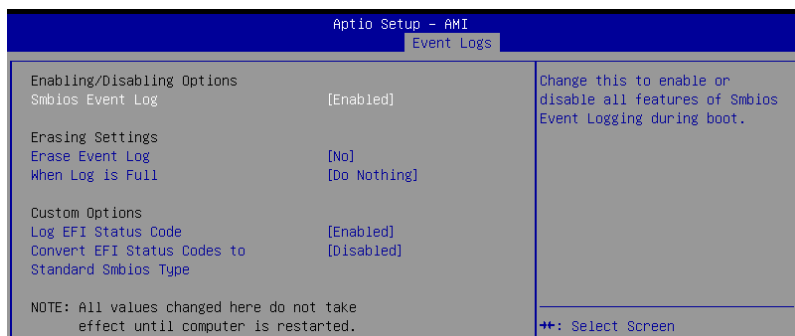 Aptio Setup – AMI
Event Logs
Enabling/Disabling Options
Smbios Event Log [Enabled]
Erasing Settings
Erase Event Log [No]
When Log is Full [Do Nothing]
Custom Options
Log EFI Status Code [Enabled]
Convert EFI Status Codes to [Disabled]
Standard Smbios Type
NOTE: All values changed here do not take
effect until computer is restarted.
Change this to enable or
disable all features of Smbios
Event Logging during boot.
→←: Select Screen